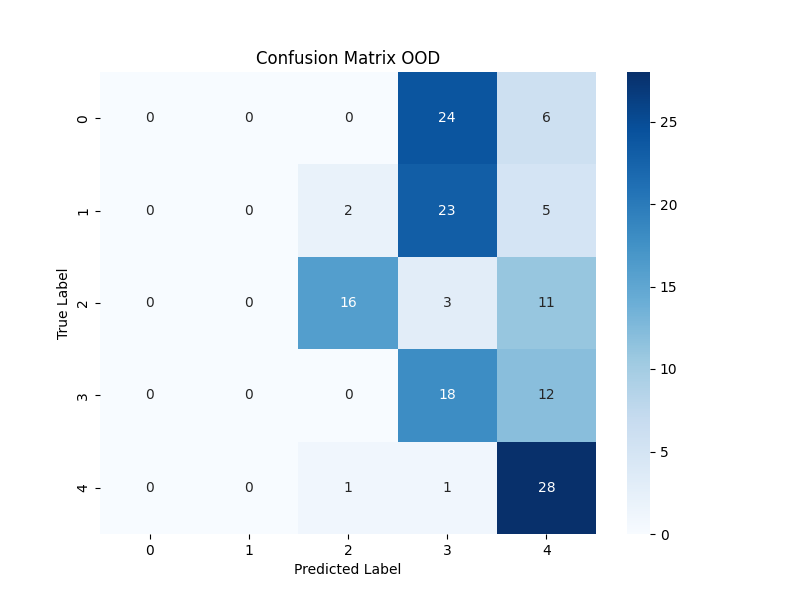 Confusion Matrix OOD
0 0 0 0 24 6
1 0 0 2 23 5
2 0 0 16 3 11
3 0 0 0 18 12
4 0 0 1 1 28
0 1 2 3 4
True Label
Predicted Label
25
20
15
10
5
0